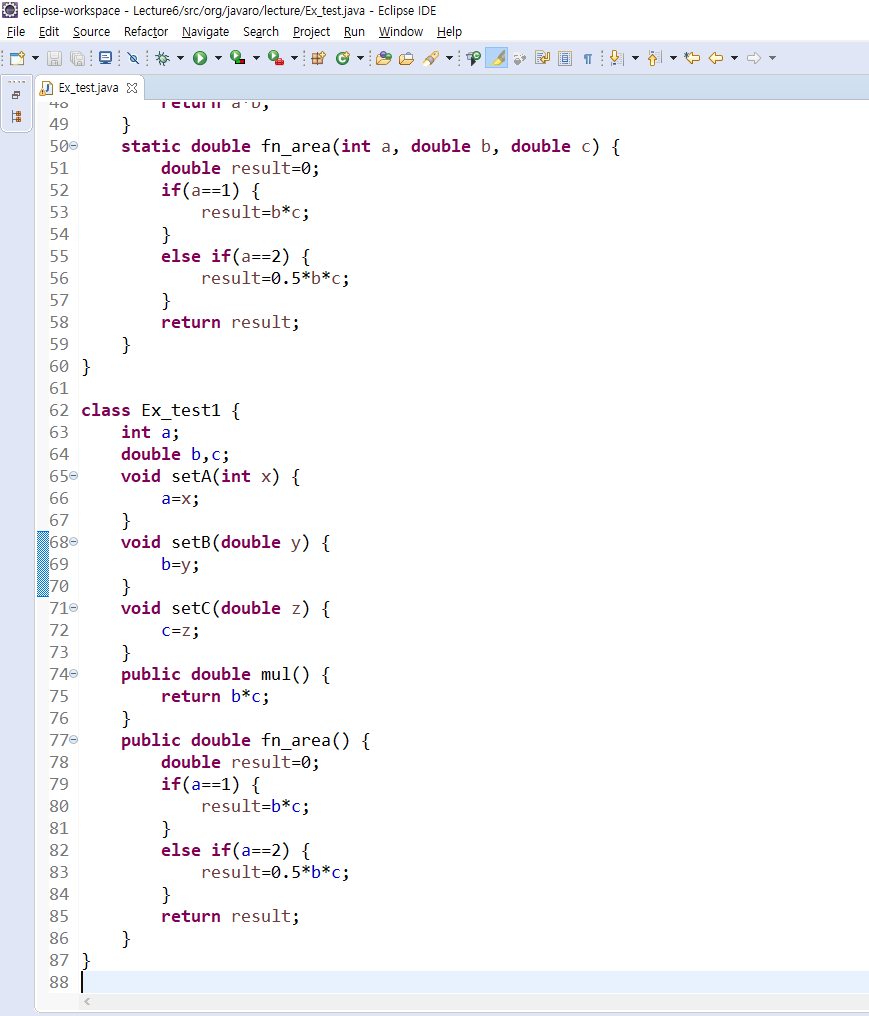 eclipse-workspace - Lecture6/src/org/javaro/lecture/Ex_test.java - Eclipse IDE
File Edit Source Refactor Navigate Search Project Run Window Help
Ex_test.java
48 return a*b;
49 }
50 static double fn_area(int a, double b, double c) {
51 double result=0;
52 if(a==1) {
53 result=b*c;
54 }
55 else if(a==2) {
56 result=0.5*b*c;
57 }
58 return result;
59 }
60 }
61
62 class Ex_test1 {
63 int a;
64 double b,c;
65 void setA(int x) {
66 a=x;
67 }
68 void setB(double y) {
69 b=y;
70 }
71 void setC(double z) {
72 c=z;
73 }
74 public double mul() {
75 return b*c;
76 }
77 public double fn_area() {
78 double result=0;
79 if(a==1) {
80 result=b*c;
81 }
82 else if(a==2) {
83 result=0.5*b*c;
84 }
85 return result;
86 }
87 }
88